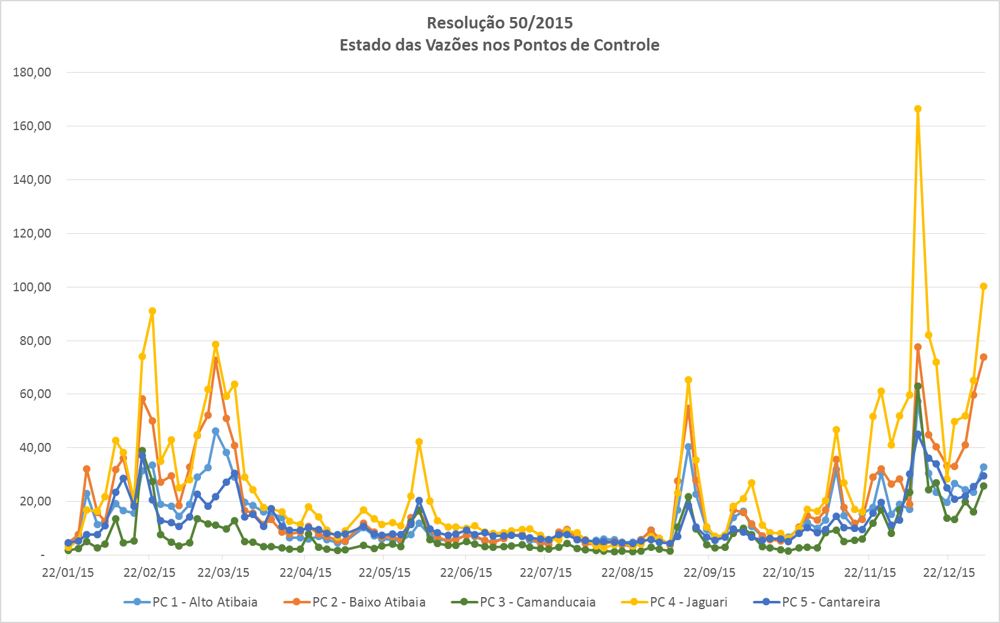 Resolução 50/2015
Estado das Vazões nos Pontos de Controle
180,00
160,00
140,00
120,00
100,00
80,00
60,00
40,00
20,00
-
22/01/15 22/02/15 22/03/15 22/04/15 22/05/15 22/06/15 22/07/15 22/08/15 22/09/15 22/10/15 22/11/15 22/12/15
PC 1 - Alto Atibaia PC 2 - Baixo Atibaia PC 3 - Camanducaia PC 4 - Jaguari PC 5 - Cantareira